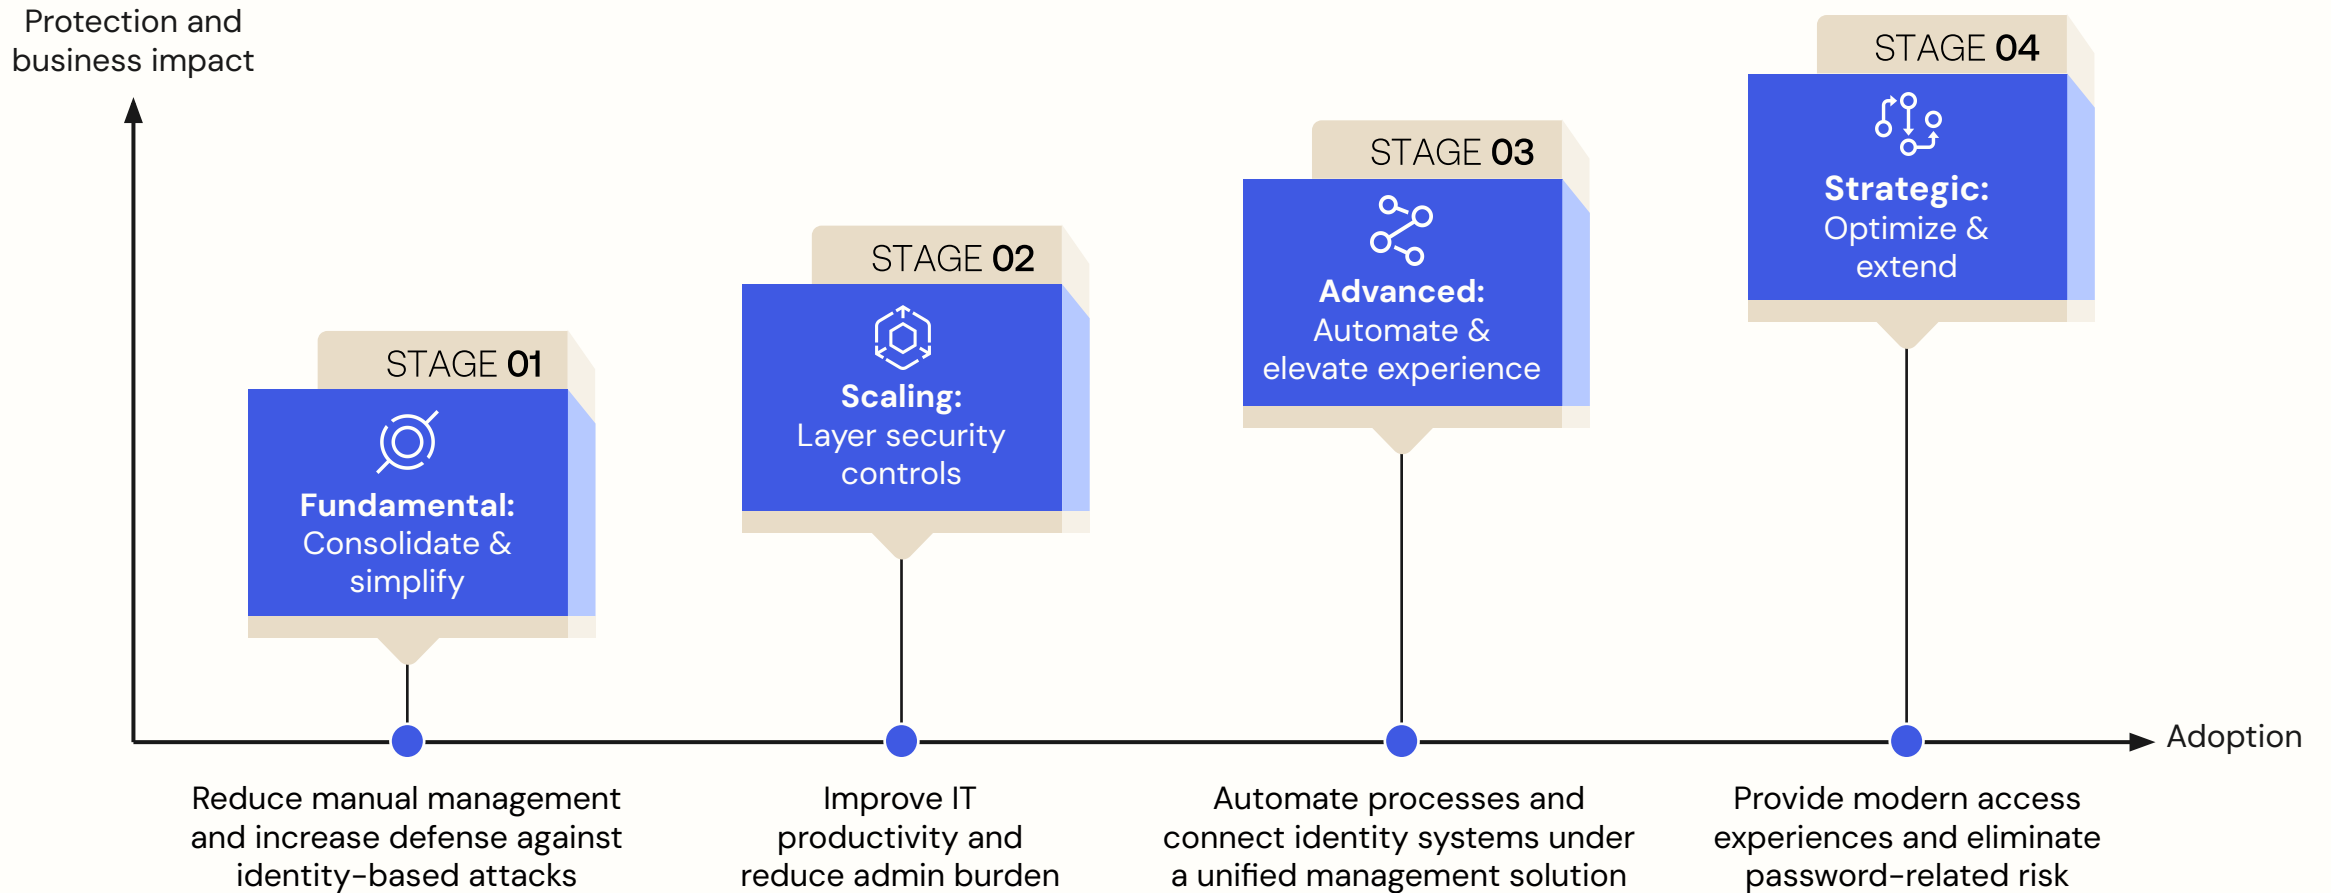 Protection and
business impact
STAGE 01
Fundamental:
Consolidate &
simplify
STAGE 02
Scaling:
Layer security
controls
STAGE 03
Advanced:
Automate &
elevate experience
STAGE 04
Strategic:
Optimize &
extend
Adoption
Reduce manual management
and increase defense against
identity-based attacks
Improve IT
productivity and
reduce admin burden
Automate processes and
connect identity systems under
a unified management solution
Provide modern access
experiences and eliminate
password-related risk